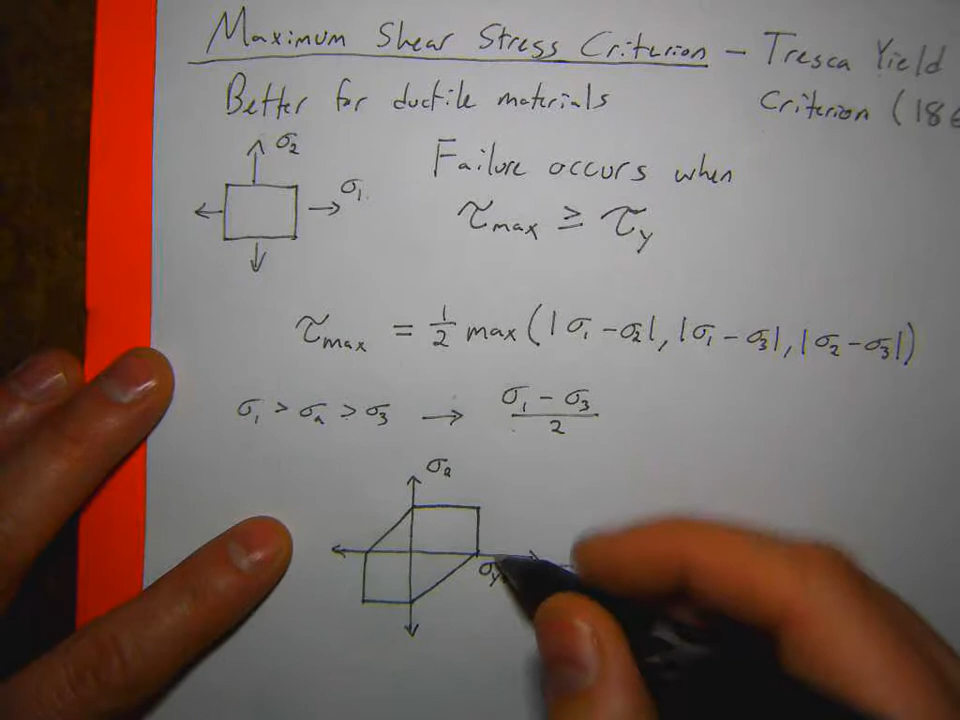 Maximum Shear Stress Criterion - Tresca Yield
Better for ductile materials Criterion (186
σ2
σ1
Failure occurs when
τmax ≥ τy
τmax = 1/2 max(|σ1 - σ2|, |σ1 - σ3|, |σ2 - σ3|)
σ1 > σ2 > σ3 → σ1 - σ3 / 2
σ2
σy